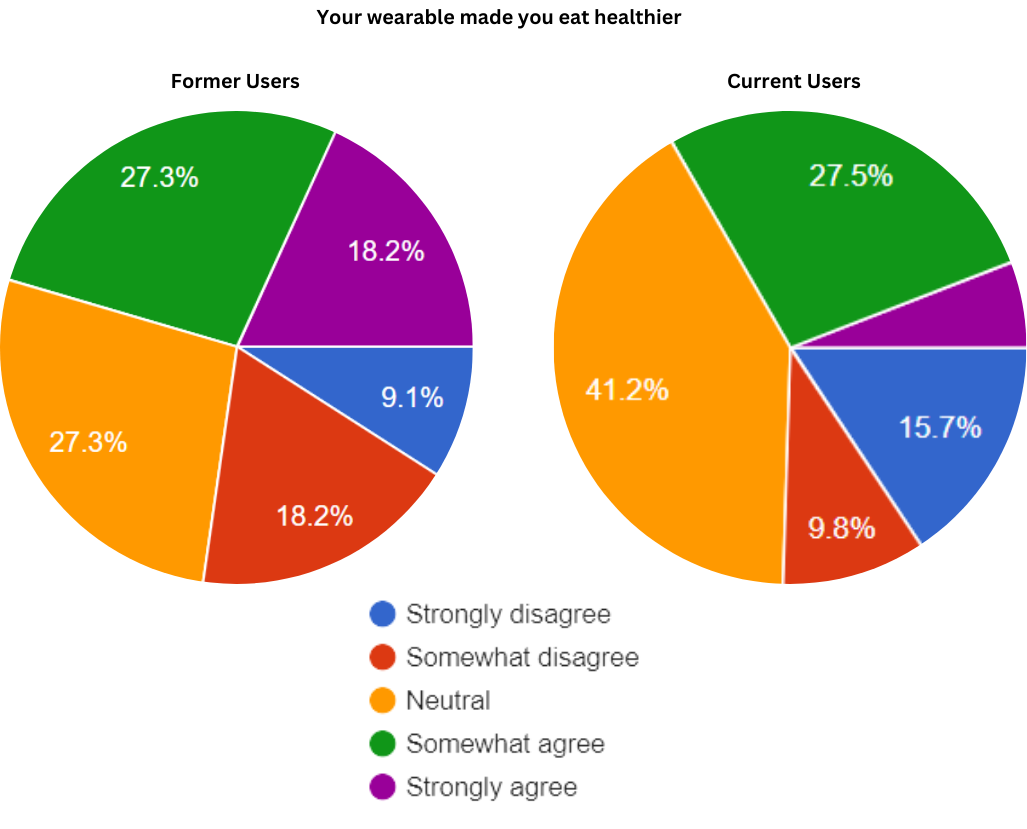 Your wearable made you eat healthier
Former Users
Current Users
27.3%
18.2%
9.1%
18.2%
27.3%
27.5%
41.2%
15.7%
9.8%
Strongly disagree
Somewhat disagree
Neutral
Somewhat agree
Strongly agree